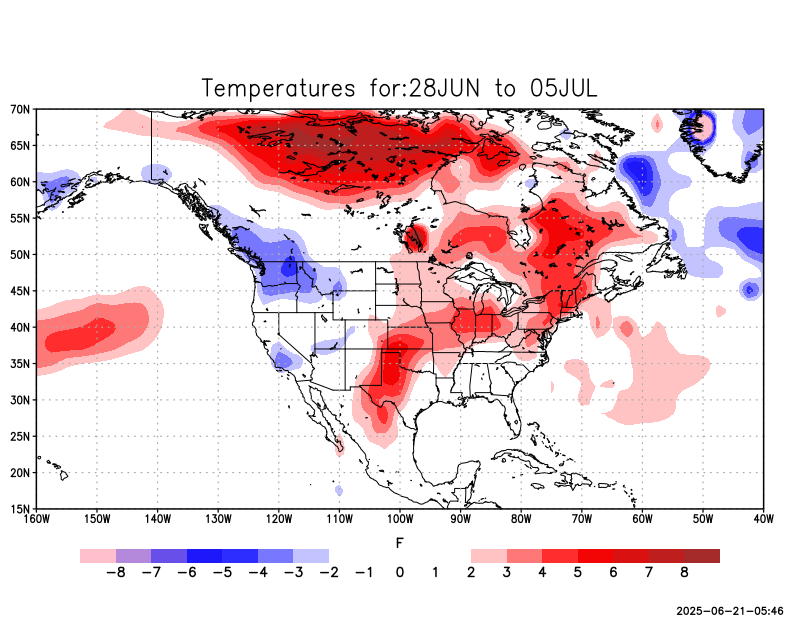 Temperatures for:28JUN to 05JUL
70N
65N
60N
55N
50N
45N
40N
35N
30N
25N
20N
15N
160W 150W 140W 130W 120W 110W 100W 90W 80W 70W 60W 50W 40W
F
−8 −7 −6 −5 −4 −3 −2 −1 0 1 2 3 4 5 6 7 8
2025-06-21-05:46